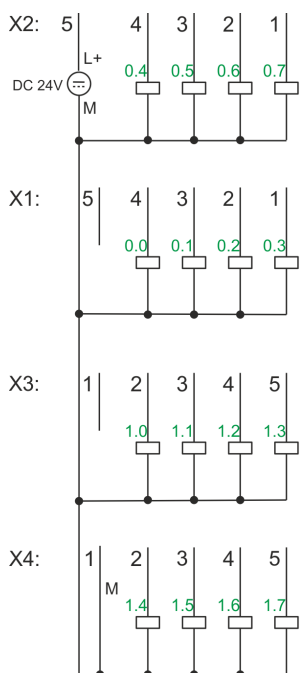 X2: 5 4 3 2 1
L+
0.4 0.5 0.6 0.7
DC 24V
M
X1: 5 4 3 2 1
0.0 0.1 0.2 0.3
X3: 1 2 3 4 5
1.0 1.1 1.2 1.3
X4: 1 2 3 4 5
M
1.4 1.5 1.6 1.7